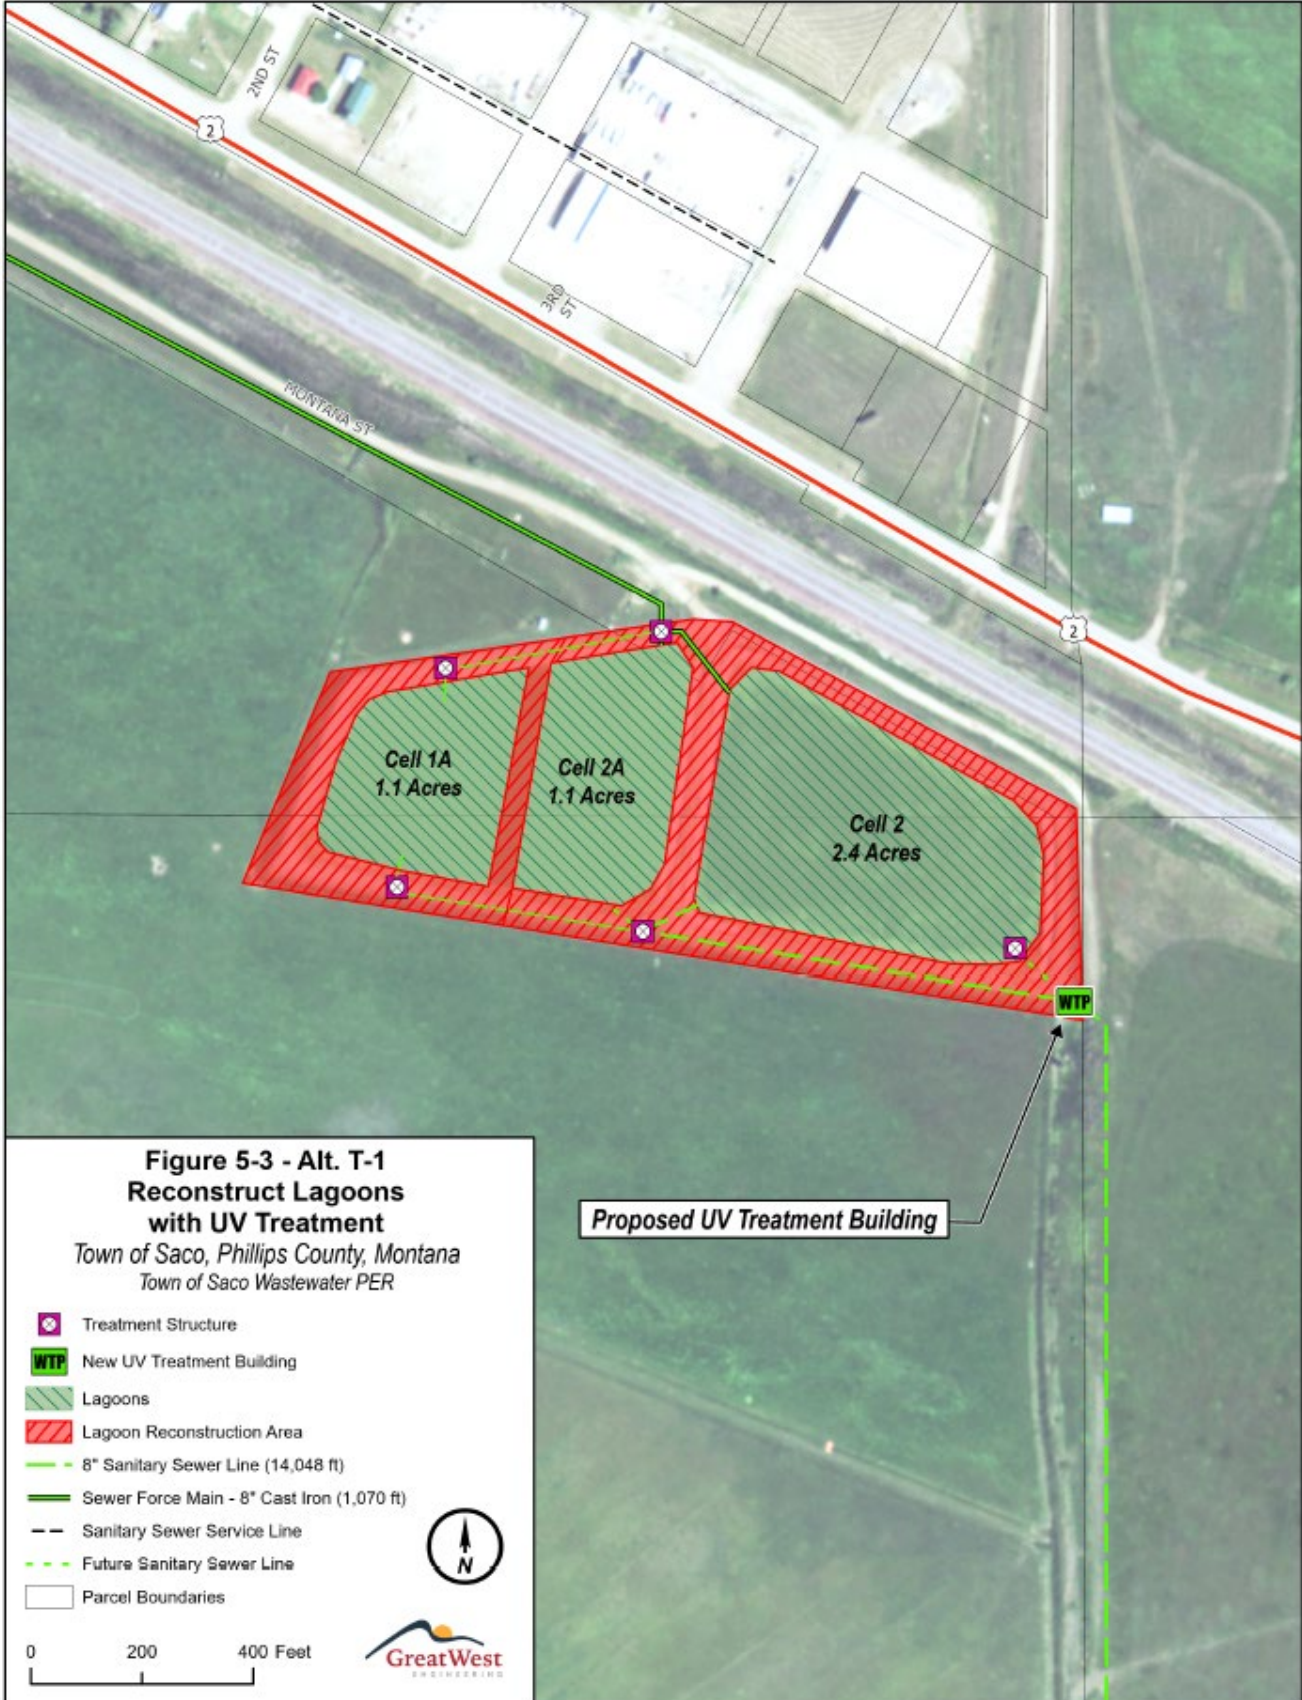 2ND ST
2
3RD
ST
MONTANA ST
2
Cell 1A
1.1 Acres
Cell 2A
1.1 Acres
Cell 2
2.4 Acres
WTP
Proposed UV Treatment Building
Figure 5-3 - Alt. T-1
Reconstruct Lagoons
with UV Treatment
Town of Saco, Phillips County, Montana
Town of Saco Wastewater PER
Treatment Structure
WTP New UV Treatment Building
Lagoons
Lagoon Reconstruction Area
8" Sanitary Sewer Line (14,048 ft)
Sewer Force Main - 8" Cast Iron (1,070 ft)
Sanitary Sewer Service Line
Future Sanitary Sewer Line
Parcel Boundaries
N
0 200 400 Feet
GreatWest
ENGINEERING